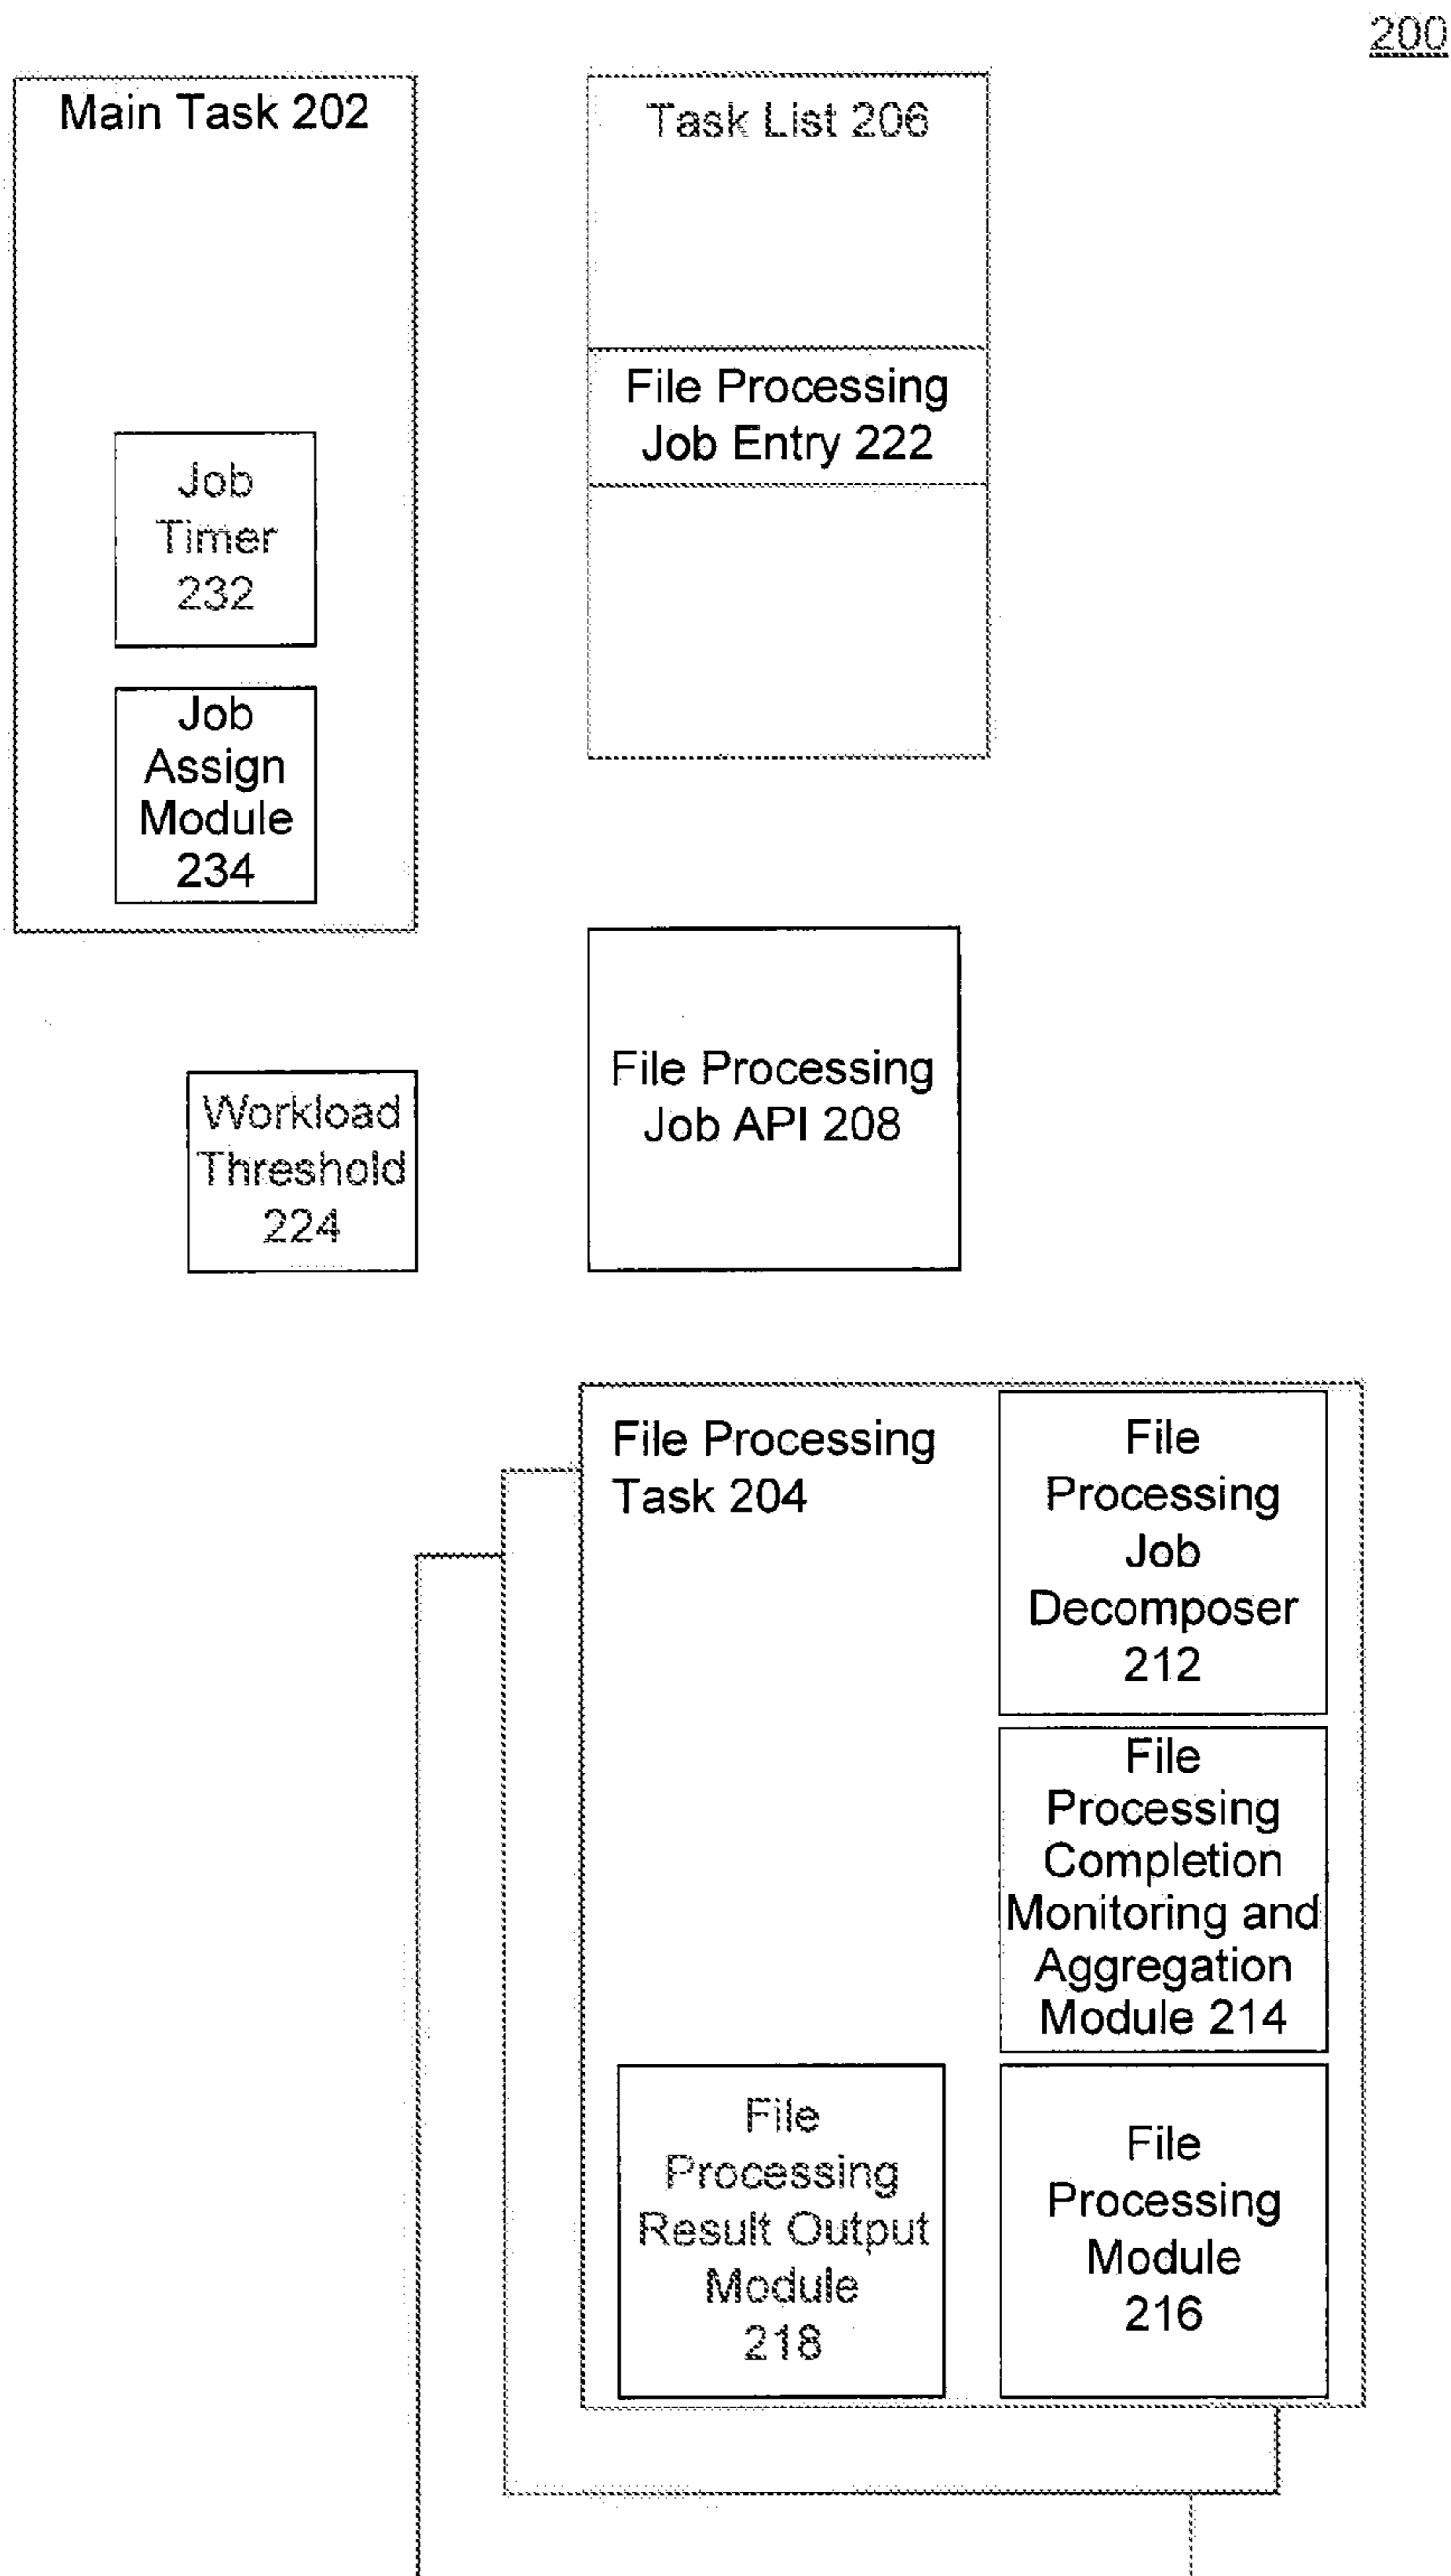 200
Main Task 202
Job
Timer
232
Job
Assign
Module
234
Task List 206
File Processing
Job Entry 222
Workload
Threshold
224
File Processing
Job API 208
File Processing
Task 204
File
Processing
Job
Decomposer
212
File
Processing
Completion
Monitoring and
Aggregation
Module 214
File
Processing
Result Output
Module
218
File
Processing
Module
216